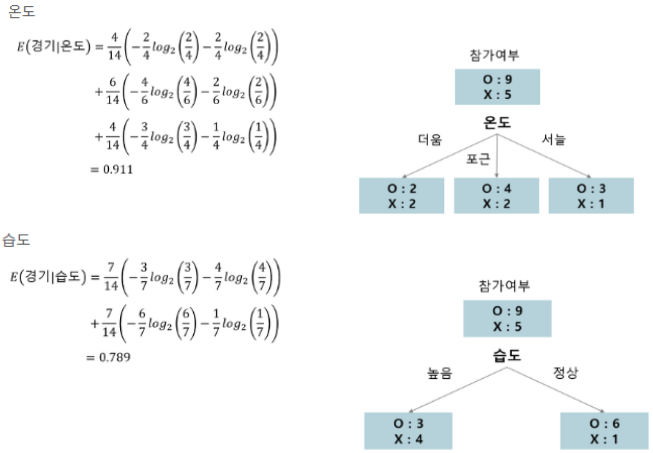 온도
E(경기|온도) = 4/14(-2/4 log₂(2/4) - 2/4 log₂(2/4))
+ 6/14(-4/6 log₂(4/6) - 2/6 log₂(2/6))
+ 4/14(-3/4 log₂(3/4) - 1/4 log₂(1/4))
= 0.911
참가여부
O : 9
X : 5
온도
더움 포근 서늘
O : 2 O : 4 O : 3
X : 2 X : 2 X : 1
습도
E(경기|습도) = 7/14(-3/7 log₂(3/7) - 4/7 log₂(4/7))
+ 7/14(-6/7 log₂(6/7) - 1/7 log₂(1/7))
= 0.789
참가여부
O : 9
X : 5
습도
높음 정상
O : 3 O : 6
X : 4 X : 1